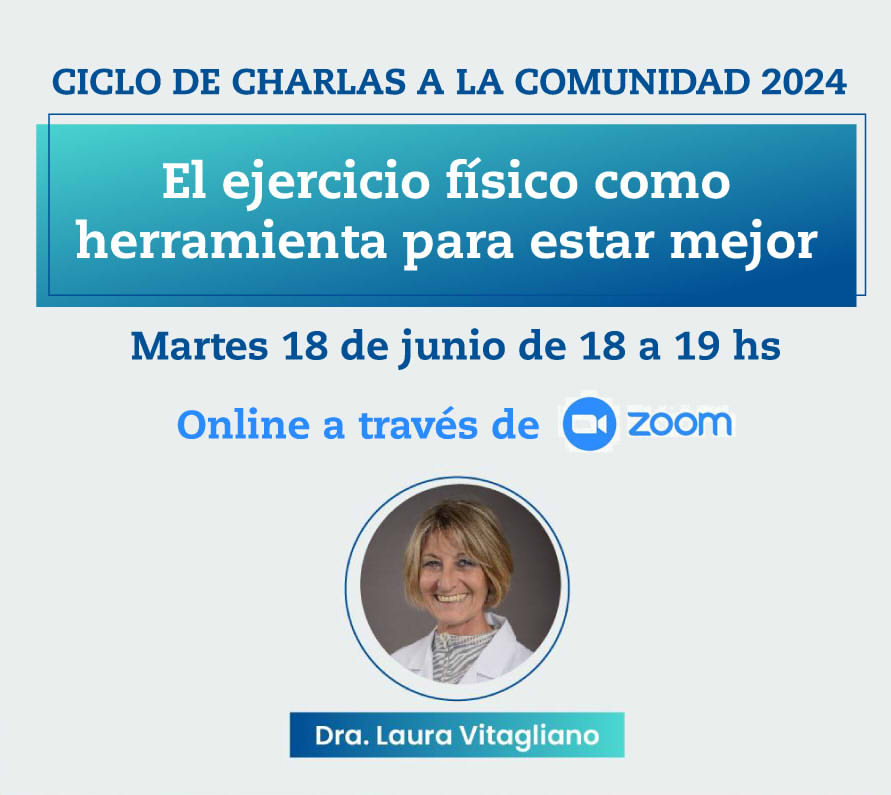 CICLO DE CHARLAS A LA COMUNIDAD 2024
El ejercicio físico como
herramienta para estar mejor
Martes 18 de junio de 18 a 19 hs
Online a través de zoom
Dra. Laura Vitagliano